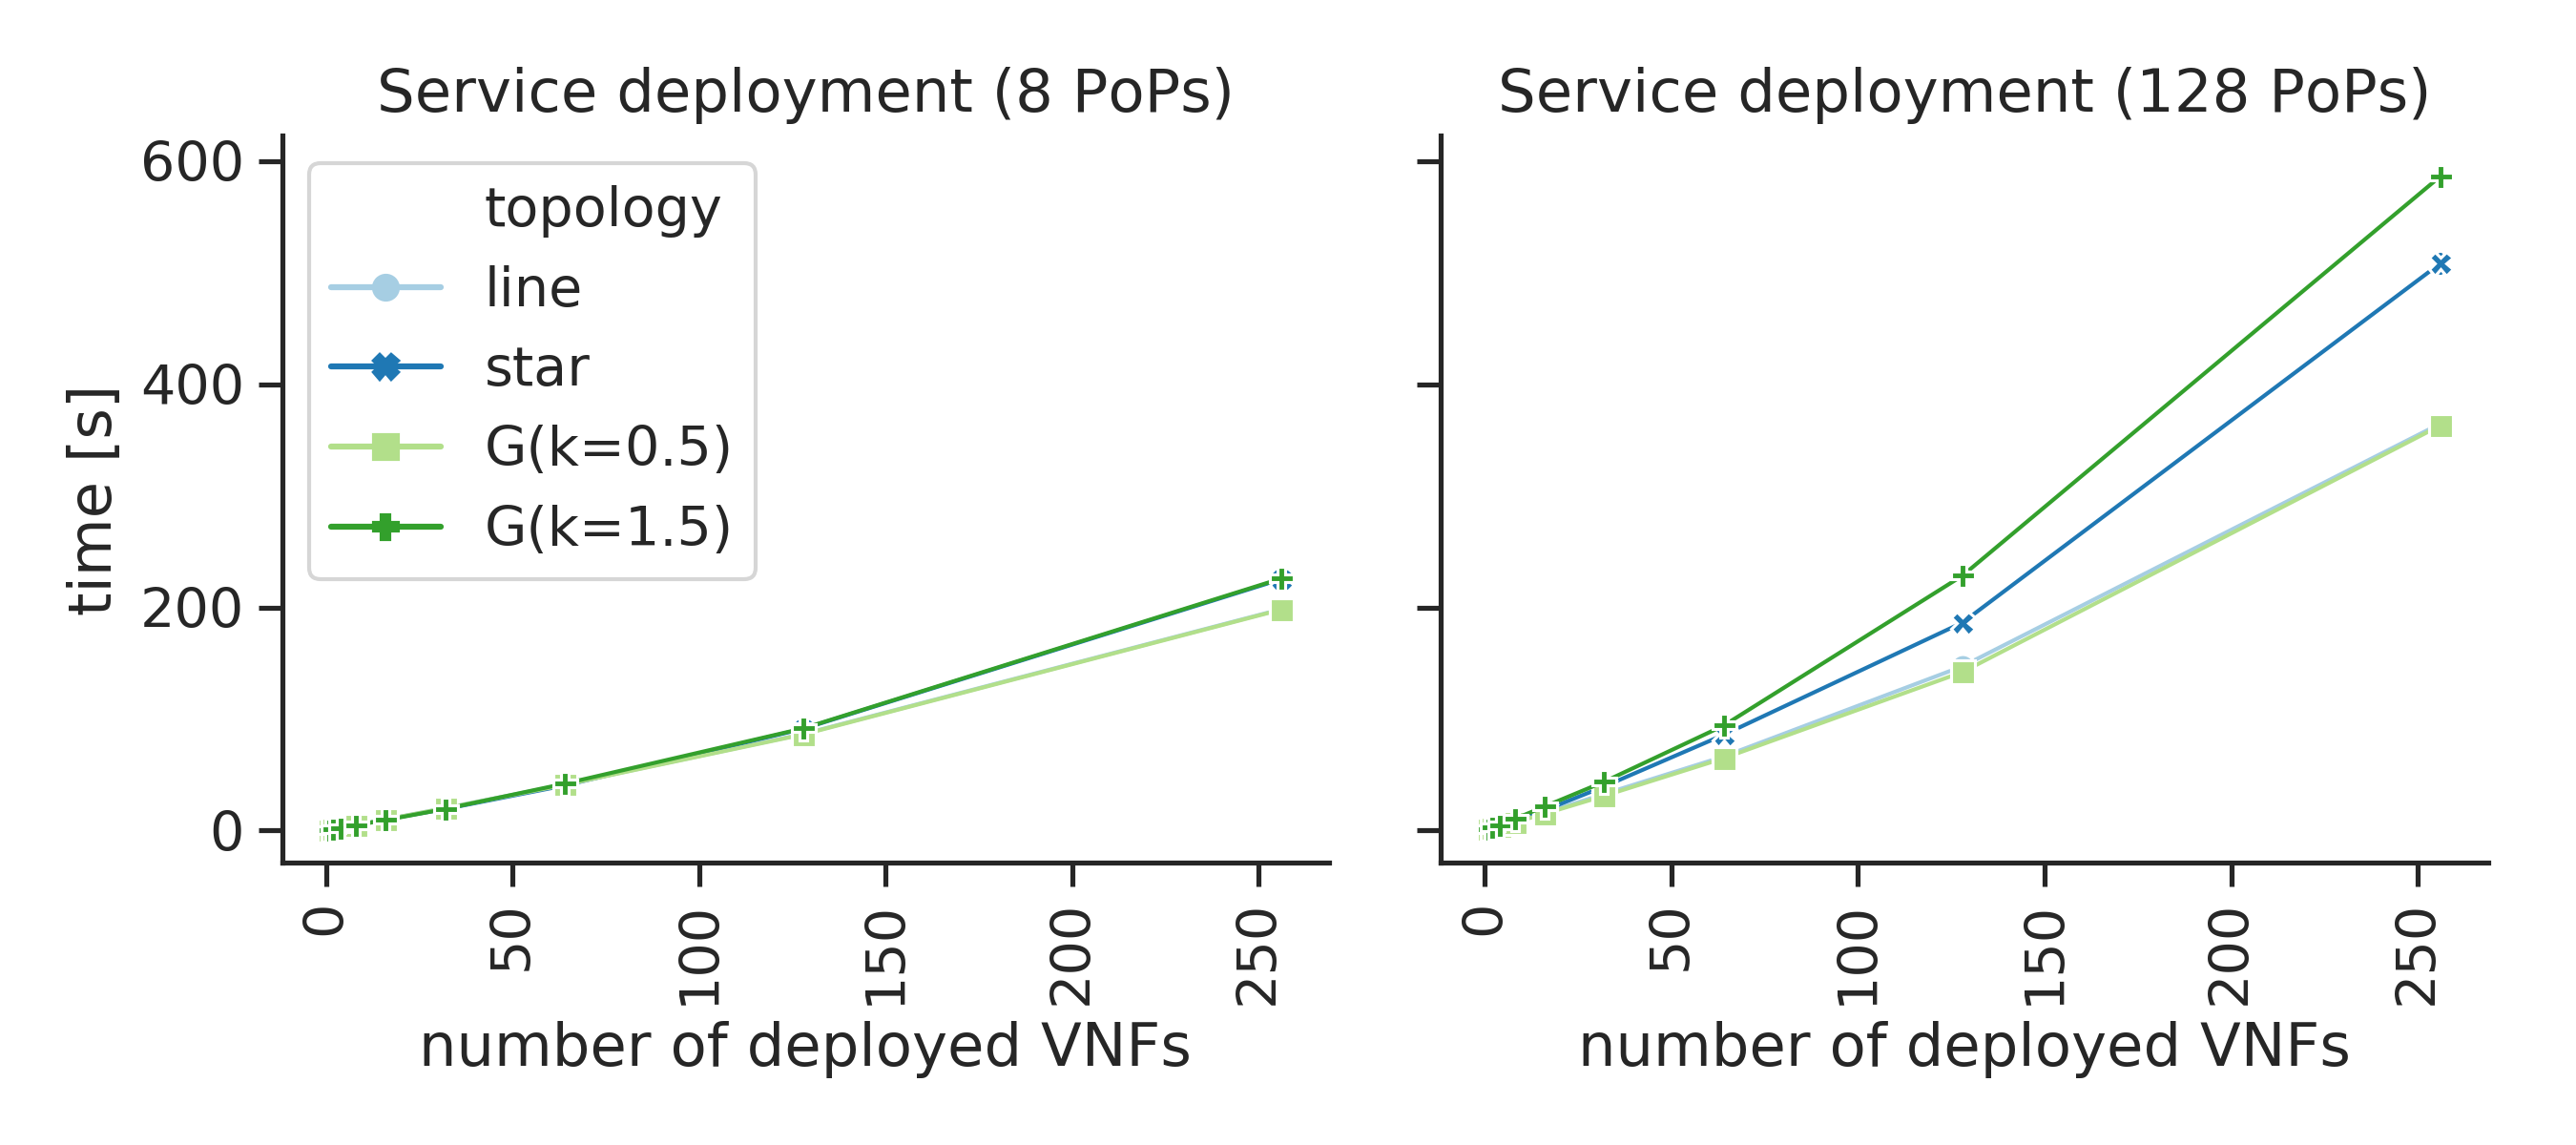 Service deployment (8 PoPs)
Service deployment (128 PoPs)
time [s]
600
400
200
0
topology
line
star
G(k=0.5)
G(k=1.5)
0
50
100
150
200
250
number of deployed VNFs
0
50
100
150
200
250
number of deployed VNFs